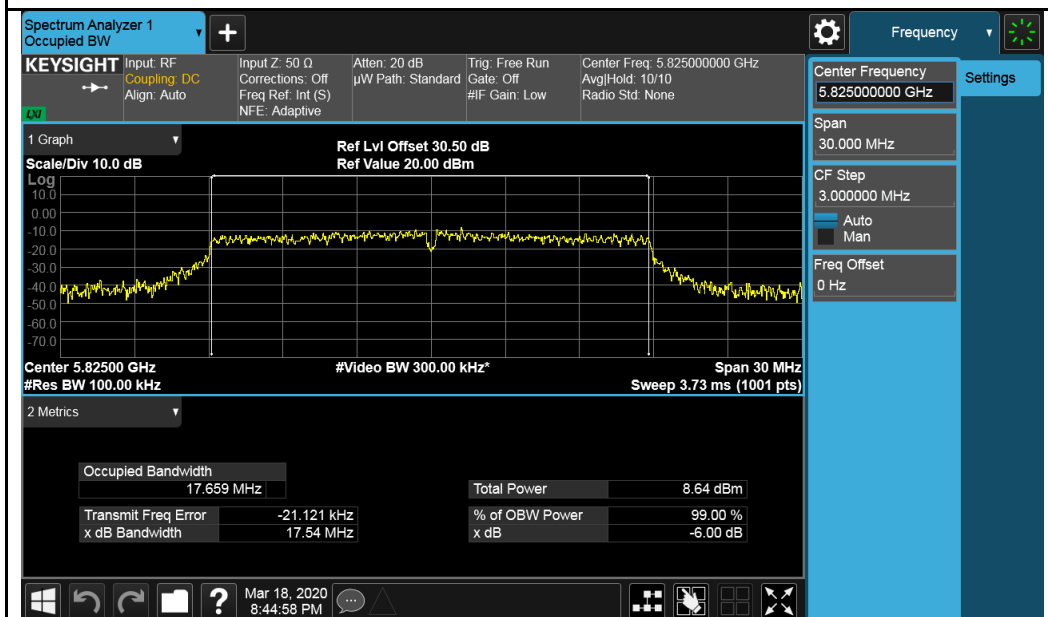 Spectrum Analyzer 1
Occupied BW
Frequency
KEYSIGHT
LXI
Input: RF
Coupling: DC
Align: Auto
Input Z: 50 Ω
Corrections: Off
Freq Ref: Int (S)
NFE: Adaptive
Atten: 20 dB
µW Path: Standard
Trig: Free Run
Gate: Off
#IF Gain: Low
Center Freq: 5.825000000 GHz
Avg|Hold: 10/10
Radio Std: None
Center Frequency
5.825000000 GHz
Settings
Span
30.000 MHz
CF Step
3.000000 MHz
Auto
Man
Freq Offset
0 Hz
1 Graph
Scale/Div 10.0 dB
Ref Lvl Offset 30.50 dB
Ref Value 20.00 dBm
Log
10.0
0.00
-10.0
-20.0
-30.0
-40.0
-50.0
-60.0
-70.0
Center 5.82500 GHz
#Video BW 300.00 kHz*
Span 30 MHz
#Res BW 100.00 kHz
Sweep 3.73 ms (1001 pts)
2 Metrics
Occupied Bandwidth
17.659 MHz
Total Power 8.64 dBm
Transmit Freq Error -21.121 kHz
% of OBW Power 99.00 %
x dB Bandwidth 17.54 MHz
x dB -6.00 dB
?
Mar 18, 2020
8:44:58 PM